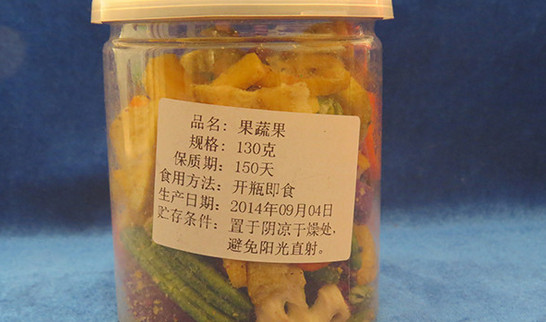 品名：果蔬果
规格：130克
保质期：150天
食用方法：开瓶即食
生产日期：2014年09月04日
贮存条件：置于阴凉干燥处，
避免阳光直射。